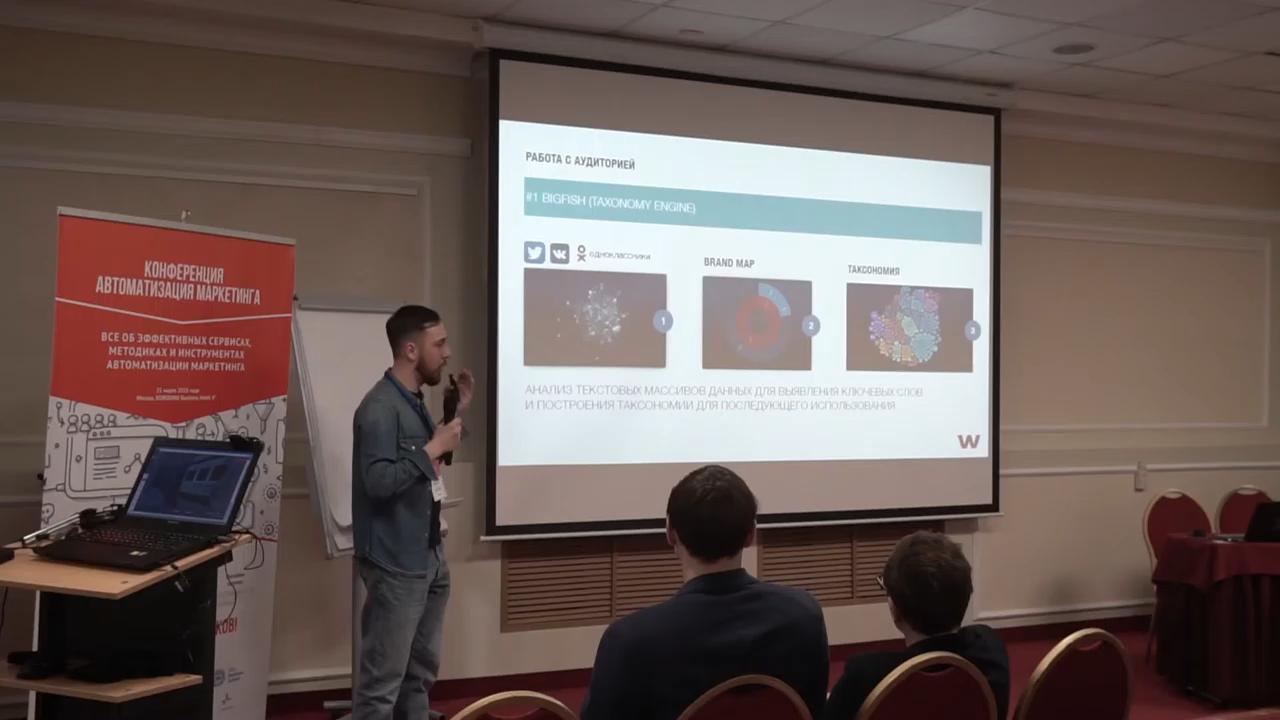 КОНФЕРЕНЦИЯ
АВТОМАТИЗАЦИЯ МАРКЕТИНГА
ВСЕ ОБ ЭФФЕКТИВНЫХ СЕРВИСАХ,
МЕТОДИКАХ И ИНСТРУМЕНТАХ
АВТОМАТИЗАЦИИ МАРКЕТИНГА
КОВ!
РАБОТА С АУДИТОРИЕЙ
#1 BIGFISH (TAXONOMY ENGINE)
одноклассники
BRAND MAP
ТАКСОНОМИЯ
1
2
3
АНАЛИЗ ТЕКСТОВЫХ МАССИВОВ ДАННЫХ ДЛЯ ВЫЯВЛЕНИЯ КЛЮЧЕВЫХ СЛОВ
И ПОСТРОЕНИЯ ТАКСОНОМИИ ДЛЯ ПОСЛЕДУЮЩЕГО ИСПОЛЬЗОВАНИЯ
W